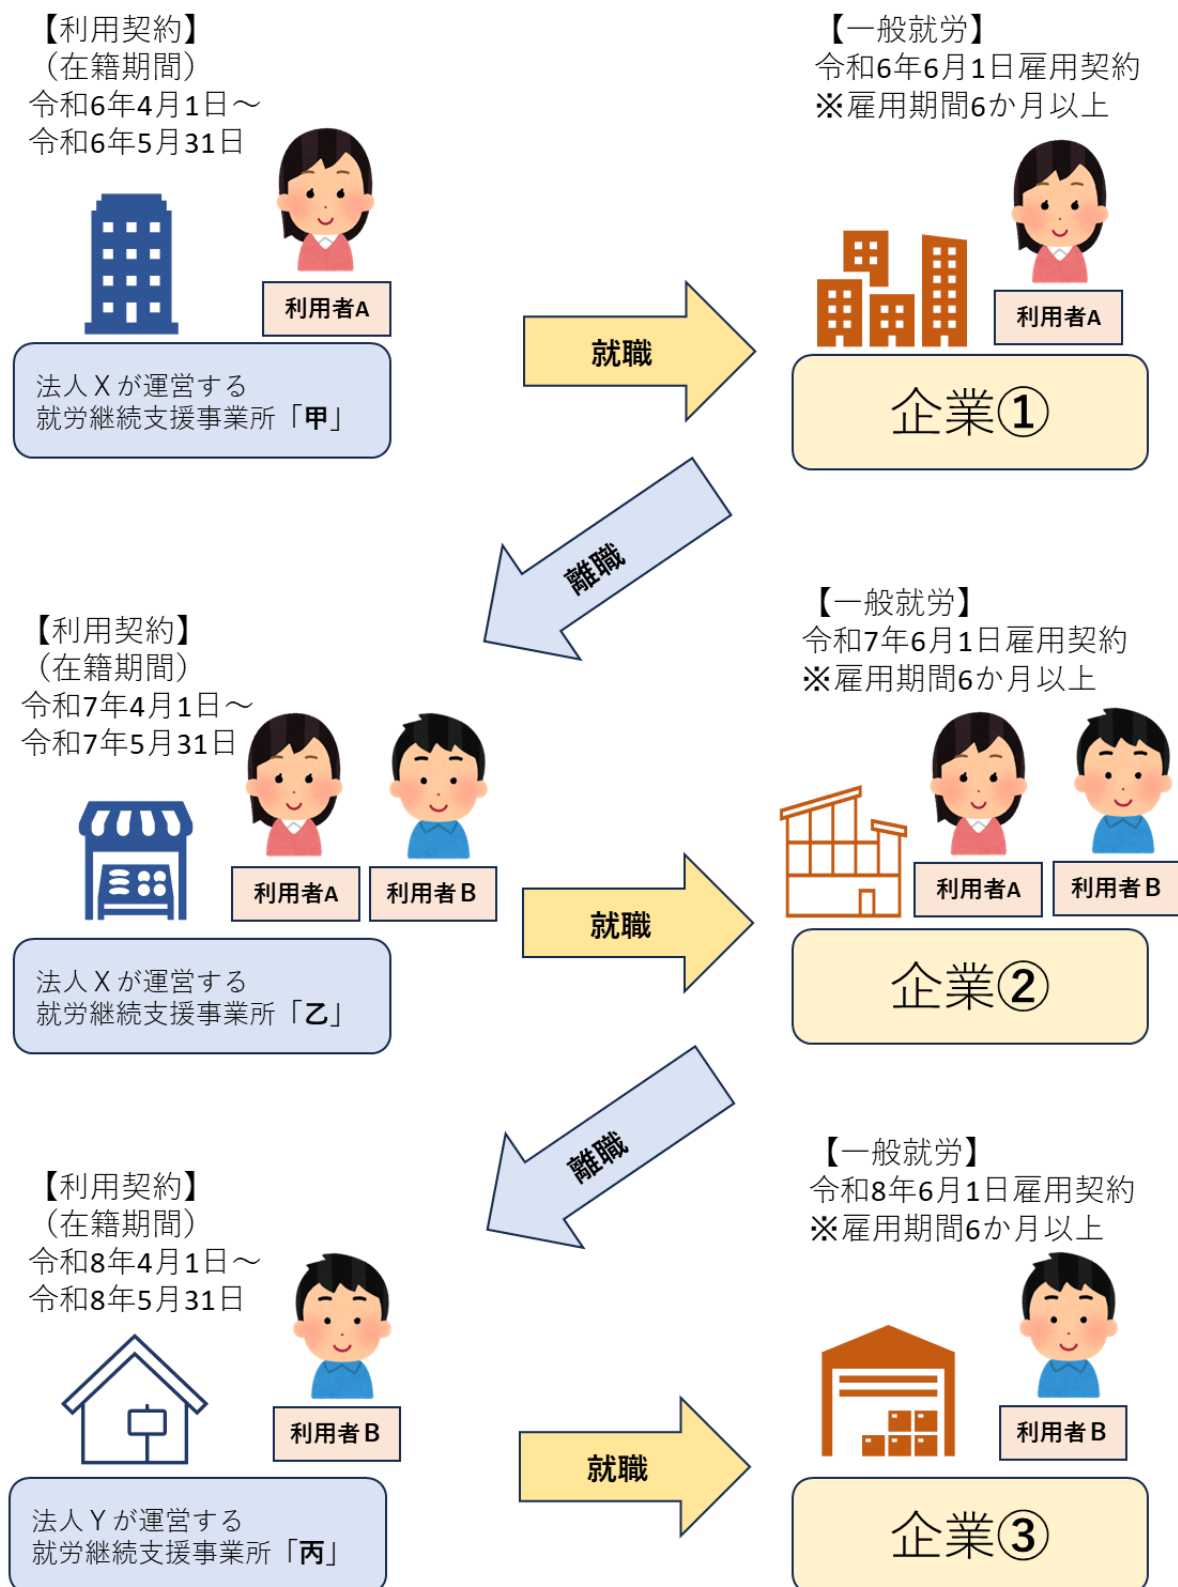 【利用契約】
（在籍期間）
令和6年4月1日～
令和6年5月31日
利用者A
法人Ｘが運営する
就労継続支援事業所「甲」
就職
【一般就労】
令和6年6月1日雇用契約
※雇用期間6か月以上
利用者A
企業①
離職
【利用契約】
（在籍期間）
令和7年4月1日～
令和7年5月31日
利用者A
利用者Ｂ
法人Ｘが運営する
就労継続支援事業所「乙」
就職
【一般就労】
令和7年6月1日雇用契約
※雇用期間6か月以上
利用者A
利用者Ｂ
企業②
離職
【利用契約】
（在籍期間）
令和8年4月1日～
令和8年5月31日
利用者Ｂ
法人Ｙが運営する
就労継続支援事業所「丙」
就職
【一般就労】
令和8年6月1日雇用契約
※雇用期間6か月以上
利用者Ｂ
企業③